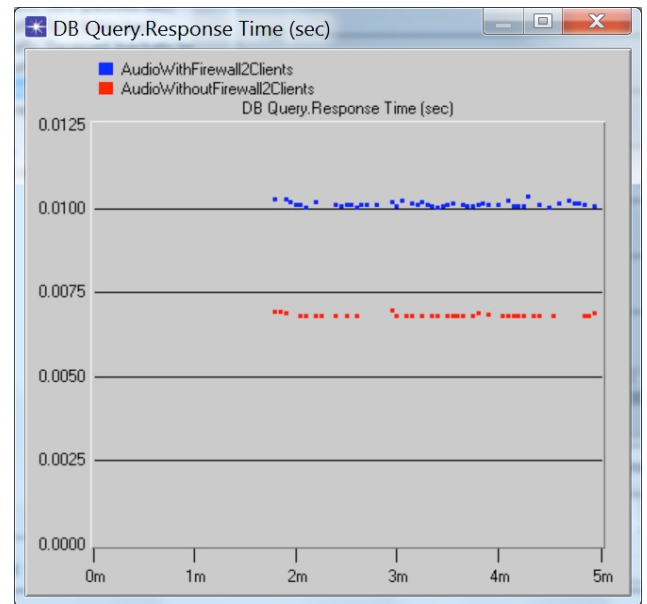 DB Query.Response Time (sec)
AudioWithFirewall2Clients
AudioWithoutFirewall2Clients
DB Query.Response Time (sec)
0.0125
0.0100
0.0075
0.0050
0.0025
0.0000
0m 1m 2m 3m 4m 5m